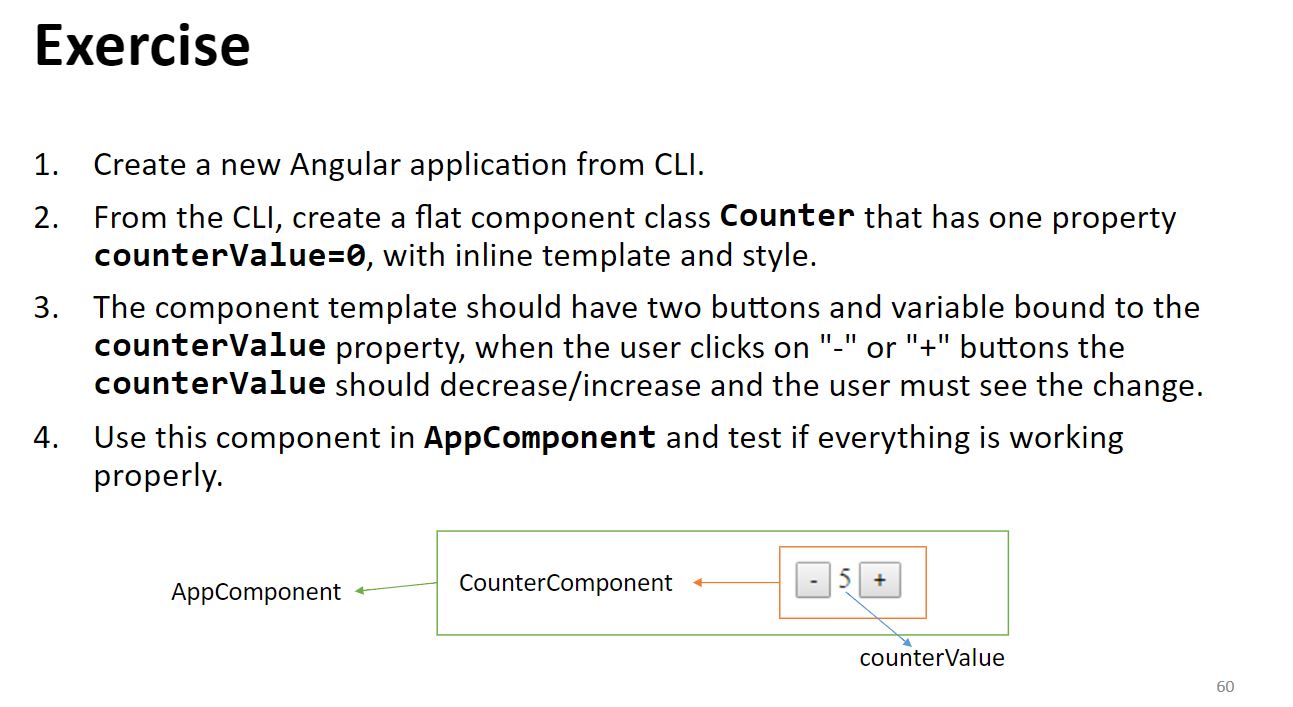 Exercise
1. Create a new Angular application from CLI.
2. From the CLI, create a flat component class Counter that has one property
counterValue=0, with inline template and style.
3. The component template should have two buttons and variable bound to the
counterValue property, when the user clicks on "-" or "+" buttons the
counterValue should decrease/increase and the user must see the change.
4. Use this component in AppComponent and test if everything is working
properly.
AppComponent
CounterComponent
- 5 +
counterValue
60